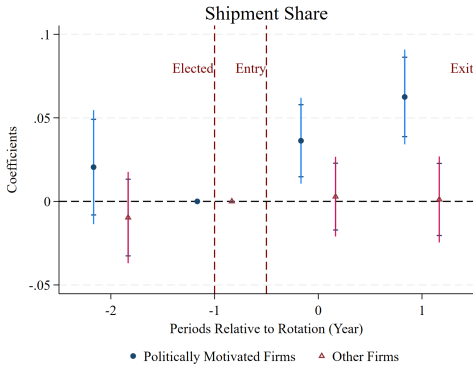 Shipment Share
.1
Elected Entry Exit
.05
Coefficients
0
-.05
-2 -1 0 1
Periods Relative to Rotation (Year)
Politically Motivated Firms Other Firms